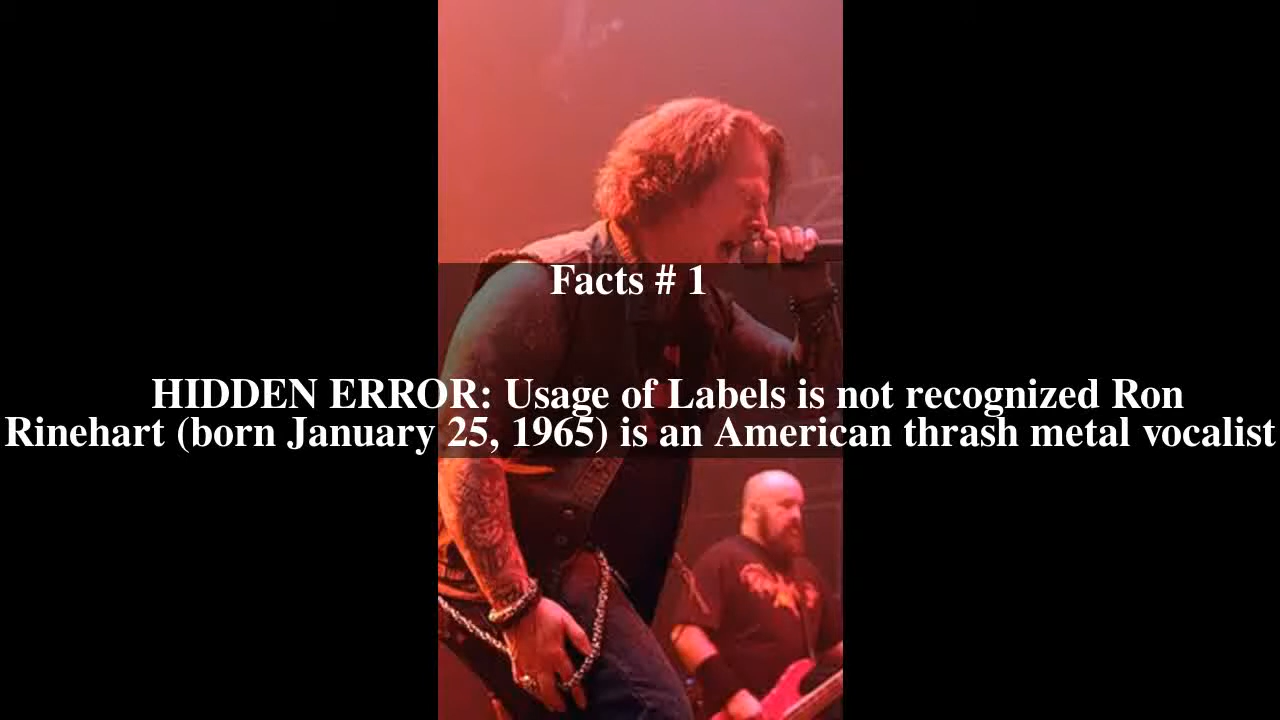 Facts # 1
HIDDEN ERROR: Usage of Labels is not recognized Ron
Rinehart (born January 25, 1965) is an American thrash metal vocalist